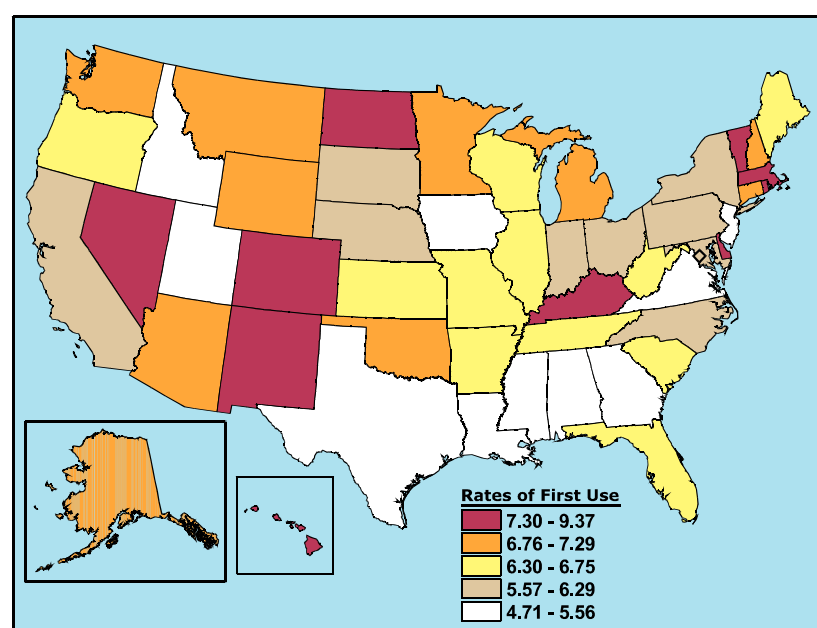 Rates of First Use
7.30 - 9.37
6.76 - 7.29
6.30 - 6.75
5.57 - 6.29
4.71 - 5.56